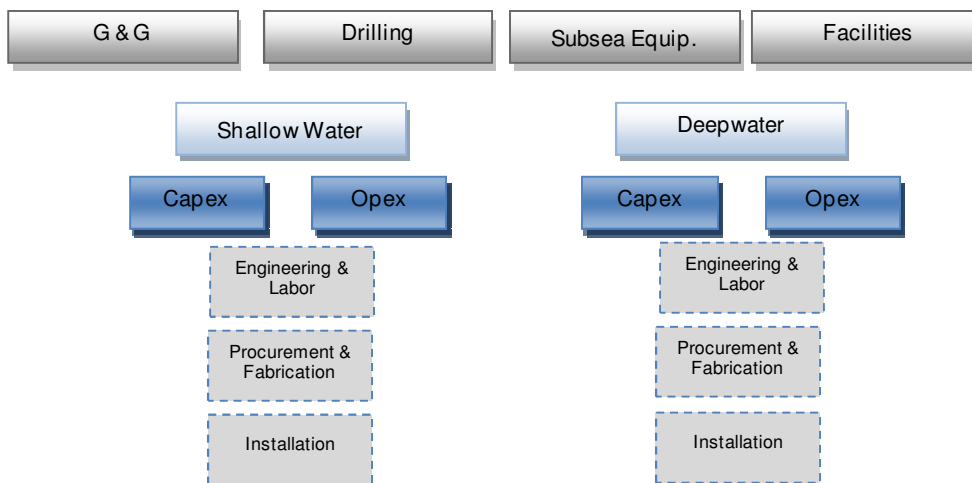 G & G
Drilling
Subsea Equip.
Facilities
Shallow Water
Deepwater
Capex
Opex
Capex
Opex
Engineering &
Labor
Engineering &
Labor
Procurement &
Fabrication
Procurement &
Fabrication
Installation
Installation